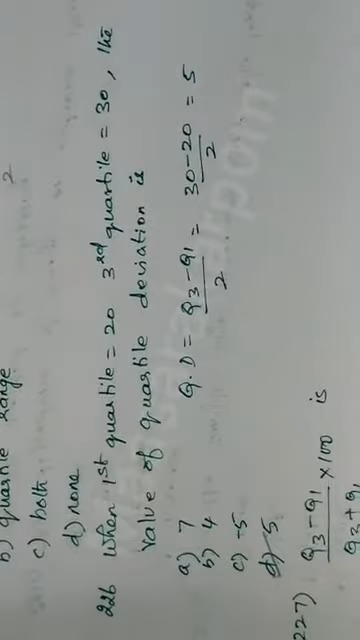 2
b) quartile range
c) both
d) none
226 When 1st quartile = 20 3rd quartile = 30, the
value of quartile deviation is
a) 7
b) 4
c) -5
d) 5
Q.D = Q3 - Q1 / 2 = 30-20 / 2 = 5
227) Q3 - Q1 / Q3 + Q1 × 100 is